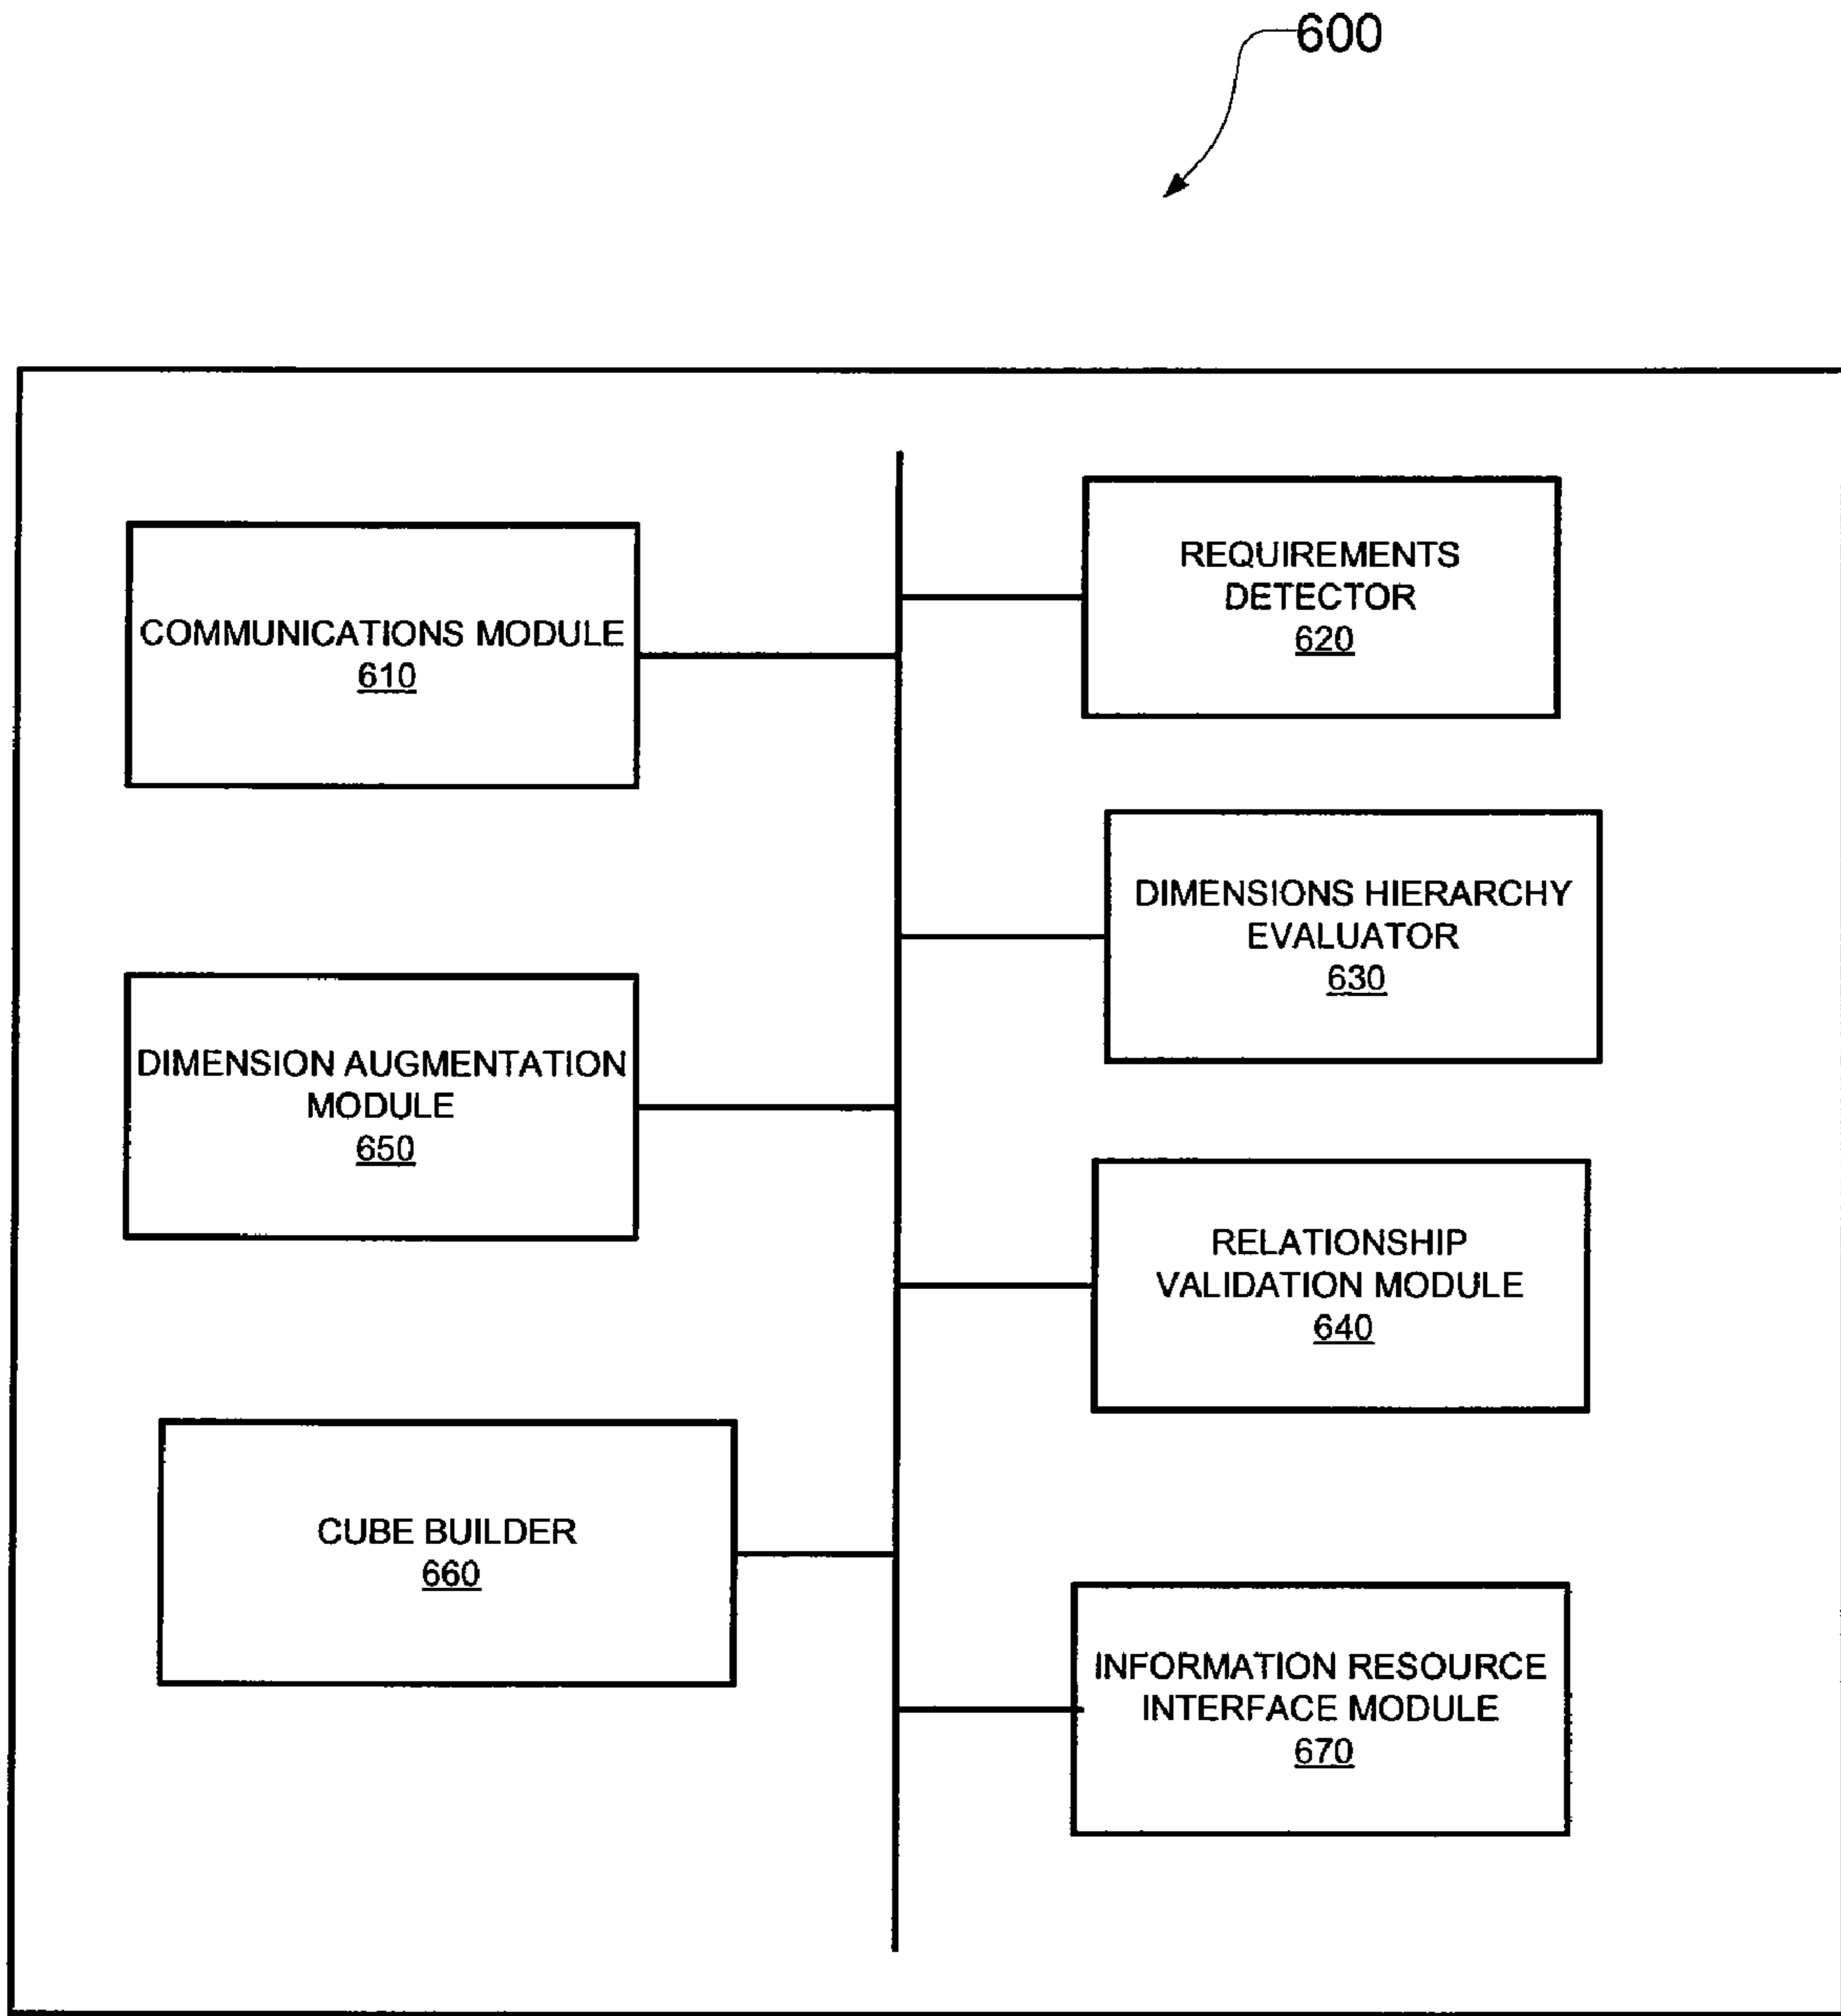 600
COMMUNICATIONS MODULE
610
REQUIREMENTS
DETECTOR
620
DIMENSIONS HIERARCHY
EVALUATOR
630
DIMENSION AUGMENTATION
MODULE
650
RELATIONSHIP
VALIDATION MODULE
640
CUBE BUILDER
660
INFORMATION RESOURCE
INTERFACE MODULE
670